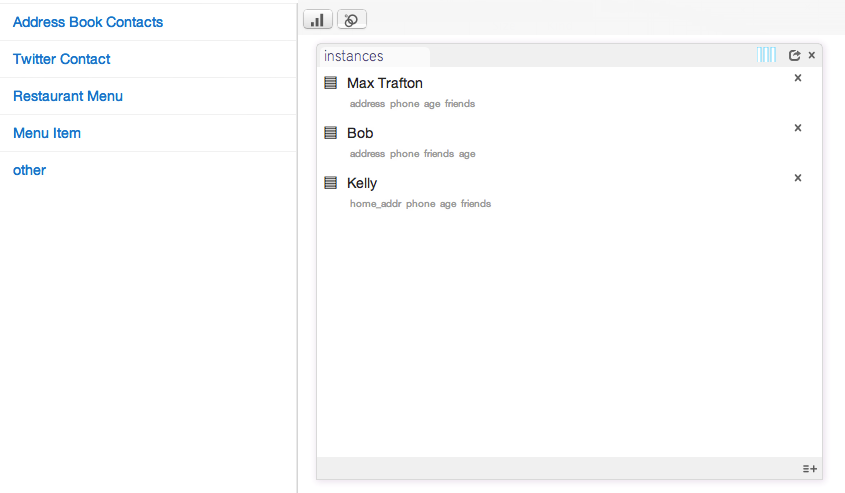 Address Book Contacts
Twitter Contact
Restaurant Menu
Menu Item
other
instances
Max Trafton
address phone age friends
Bob
address phone friends age
Kelly
home_addr phone age friends